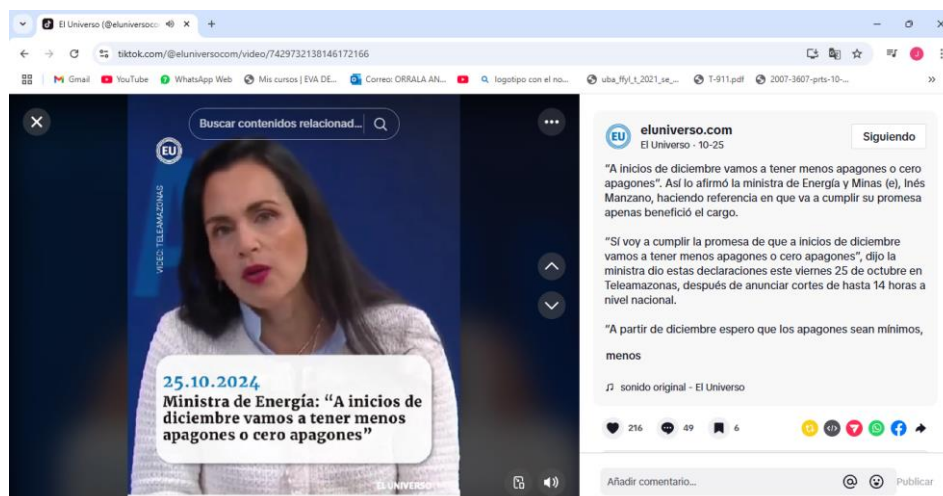 El Universo (@eluniversoco
tiktok.com/@eluniversocom/video/7429732138146172166
Gmail
YouTube
WhatsApp Web
Mis cursos | EVA DE...
Correo: ORRALA AN...
logotipo con el no...
uba_ffyl_t_2021_se_...
T-911.pdf
2007-3607-prts-10-...
Buscar contenidos relacionad...
EU
VIDEO: TELEAMAZONAS
25.10.2024
Ministra de Energía: “A inicios de
diciembre vamos a tener menos
apagones o cero apagones”
EL UNIVERSO
EU
eluniverso.com
El Universo · 10-25
Siguiendo
“A inicios de diciembre vamos a tener menos apagones o cero
apagones”. Así lo afirmó la ministra de Energía y Minas (e), Inés
Manzano, haciendo referencia en que va a cumplir su promesa
apenas benefició el cargo.
“Sí voy a cumplir la promesa de que a inicios de diciembre
vamos a tener menos apagones o cero apagones”, dijo la
ministra dio estas declaraciones este viernes 25 de octubre en
Teleamazonas, después de anunciar cortes de hasta 14 horas a
nivel nacional.
“A partir de diciembre espero que los apagones sean mínimos,
menos
sonido original - El Universo
216
49
6
Añadir comentario...
Publicar